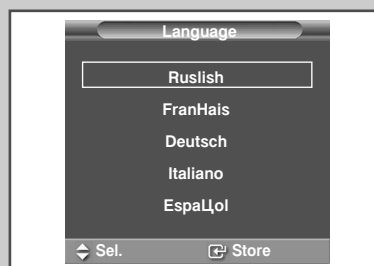 Language
Ruslish
FranHais
Deutsch
Italiano
EspaЦol
Sel. Store